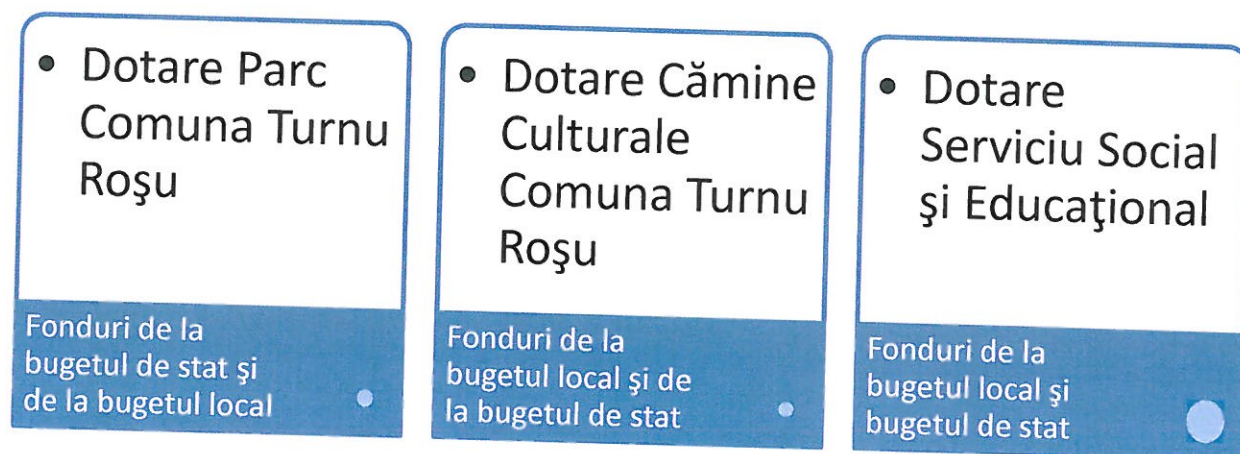 • Dotare Parc
Comuna Turnu
Roşu
Fonduri de la
bugetul de stat şi
de la bugetul local
• Dotare Cămine
Culturale
Comuna Turnu
Roşu
Fonduri de la
bugetul local şi de
la bugetul de stat
• Dotare
Serviciu Social
şi Educaţional
Fonduri de la
bugetul local şi
bugetul de stat